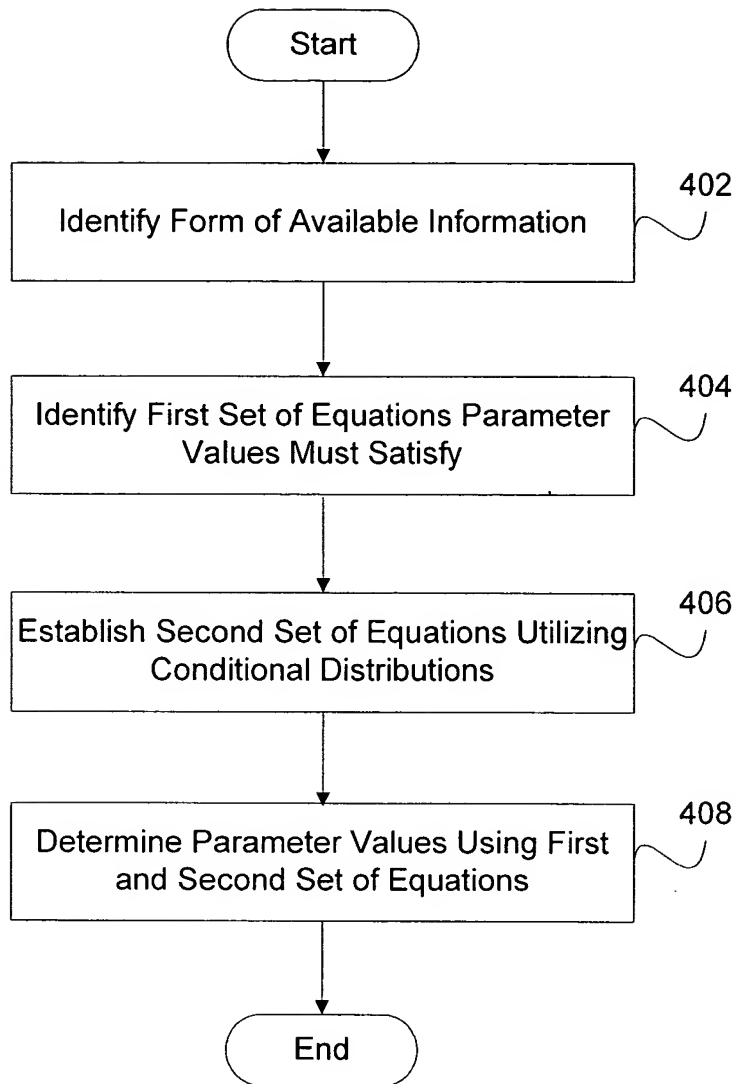 Start
402
Identify Form of Available Information
404
Identify First Set of Equations Parameter
Values Must Satisfy
406
Establish Second Set of Equations Utilizing
Conditional Distributions
408
Determine Parameter Values Using First
and Second Set of Equations
End